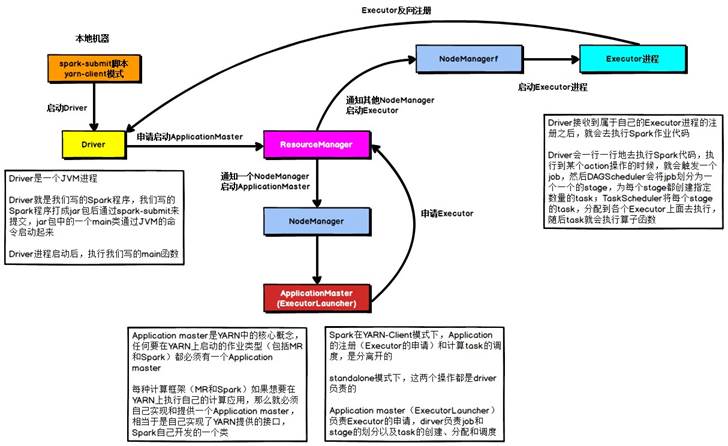 Executor反向注册
本地机器
spark-submit脚本
yarn-client模式
NodeManagerf
Executor进程
启动Executor进程
启动Driver
通知其他NodeManager
启动Executor
Driver
申请启动ApplicationMaster
ResourceManager
Driver接收到属于自己的Executor进程的注
册之后，就会去执行Spark作业代码
Driver会一行一行地去执行Spark代码，执
行到某个action操作的时候，就会触发一个
job，然后DAGScheduler会将jpb划分为一
个一个的stage，为每个stage都创建指定
数量的task；TaskScheduler将每个stage
的task，分配到各个Executor上面去执行，
随后task就会执行算子函数
通知一个NodeManager
启动ApplicationMaster
Driver是一个JVM进程
Driver就是我们写的Spark程序，我们写的
Spark程序打成jar包后通过spark-submit来
提交，jar包中的一个main类通过JVM的命
令启动起来
Driver进程启动后，执行我们写的main函数
NodeManager
申请Executor
ApplicationMaster
(ExecutorLauncher)
Application master是YARN中的核心概念，
任何要在YARN上启动的作业类型（包括MR
和Spark）都必须有一个Application
master
每种计算框架（MR和Spark）如果想要在
YARN上执行自己的计算应用，那么就必须
自己实现和提供一个Application master，
相当于是自己实现了YARN提供的接口，
Spark自己开发的一个类
Spark在YARN-Client模式下，Application
的注册（Executor的申请）和计算task的调
度，是分离开的
standalone模式下，这两个操作都是driver
负责的
Application master（ExecutorLauncher）
负责Executor的申请，dirver负责job和
stage的划分以及task的创建、分配和调度